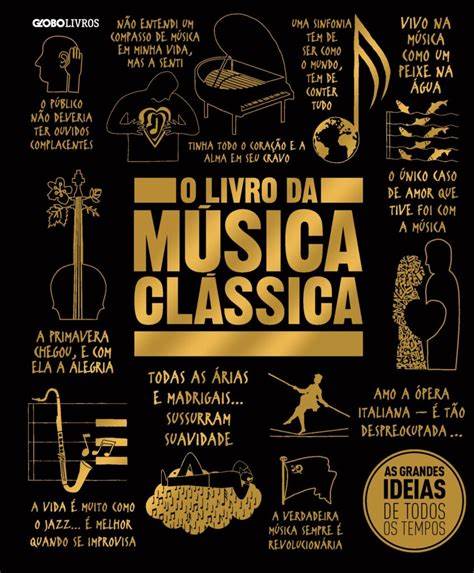 GLOBOLIVROS
NÃO ENTENDI UM
COMPASSO DE MÚSICA
EM MINHA VIDA,
MAS A SENTI
UMA SINFONIA
TEM DE
SER COMO
O MUNDO,
TEM DE
CONTER
TUDO
VIVO NA
MÚSICA
COMO UM
PEIXE NA
ÁGUA
O PÚBLICO
NÃO DEVERIA
TER OUVIDOS
COMPLACENTES
TINHA TODO O CORAÇÃO E A
ALMA EM SEU CRAVO
O ÚNICO CASO
DE AMOR QUE
TIVE FOI COM
A MÚSICA
O LIVRO DA
MÚSICA
CLÁSSICA
A PRIMAVERA
CHEGOU, E COM
ELA A ALEGRIA
TODAS AS ÁRIAS
E MADRIGAIS...
SUSSURRAM
SUAVIDADE
AMO A ÓPERA
ITALIANA – É TÃO
DESPREOCUPADA...
A VIDA É MUITO COMO
O JAZZ... É MELHOR
QUANDO SE IMPROVISA
A VERDADEIRA
MÚSICA SEMPRE É
REVOLUCIONÁRIA
AS GRANDES
IDEIAS
DE TODOS
OS TEMPOS